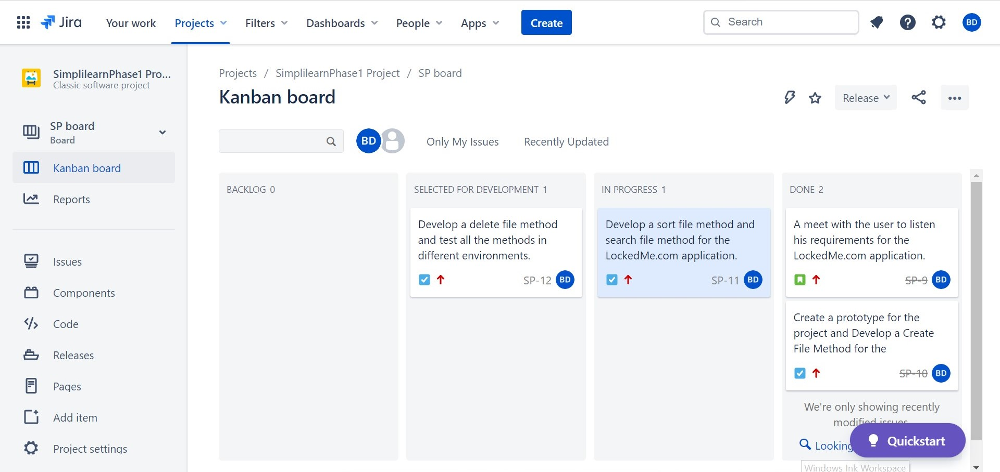 Jira
Your work
Projects
Filters
Dashboards
People
Apps
Create
Search
BD
SimplilearnPhase1 Pro...
Classic software project
SP board
Board
Kanban board
Reports
Issues
Components
Code
Releases
Pages
Add item
Project settings
Projects / SimplilearnPhase1 Project / SP board
Kanban board
Release
BD
Only My Issues
Recently Updated
BACKLOG 0
SELECTED FOR DEVELOPMENT 1
Develop a delete file method
and test all the methods in
different environments.
SP-12 BD
IN PROGRESS 1
Develop a sort file method and
search file method for the
LockedMe.com application.
SP-11 BD
DONE 2
A meet with the user to listen
his requirements for the
LockedMe.com application.
SP-9 BD
Create a prototype for the
project and Develop a Create
File Method for the
SP-10 BD
We're only showing recently
modified issues.
Looking
Quickstart
Windows Ink Workspace